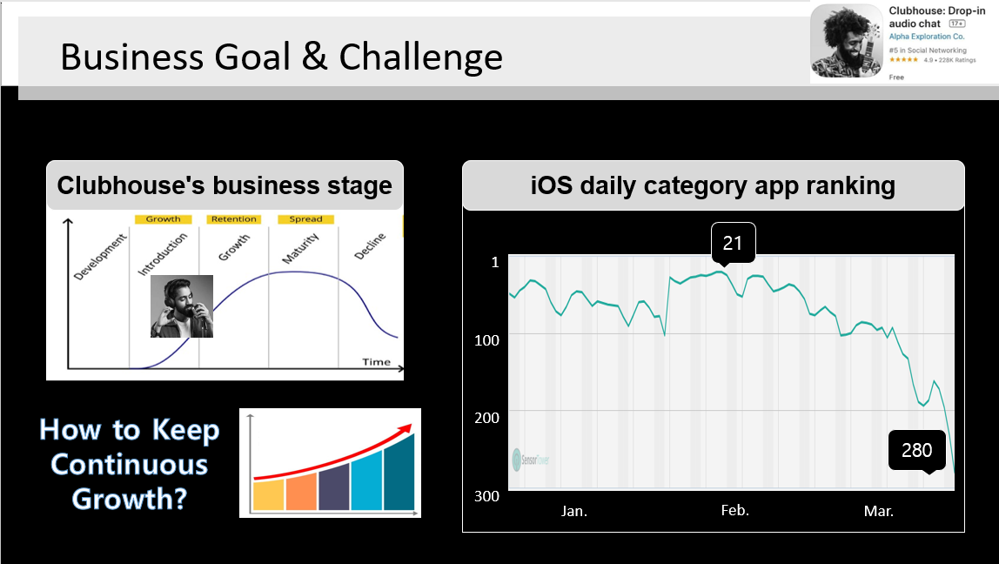 Business Goal & Challenge
Clubhouse: Drop-in
audio chat 17+
Alpha Exploration Co.
#5 in Social Networking
★★★★★ 4.9 • 228K Ratings
Free
Clubhouse's business stage
Growth Retention Spread
Development Introduction Growth Maturity Decline
Time
How to Keep
Continuous
Growth?
iOS daily category app ranking
21
1
100
200
280
300
SensorTower
Jan. Feb. Mar.